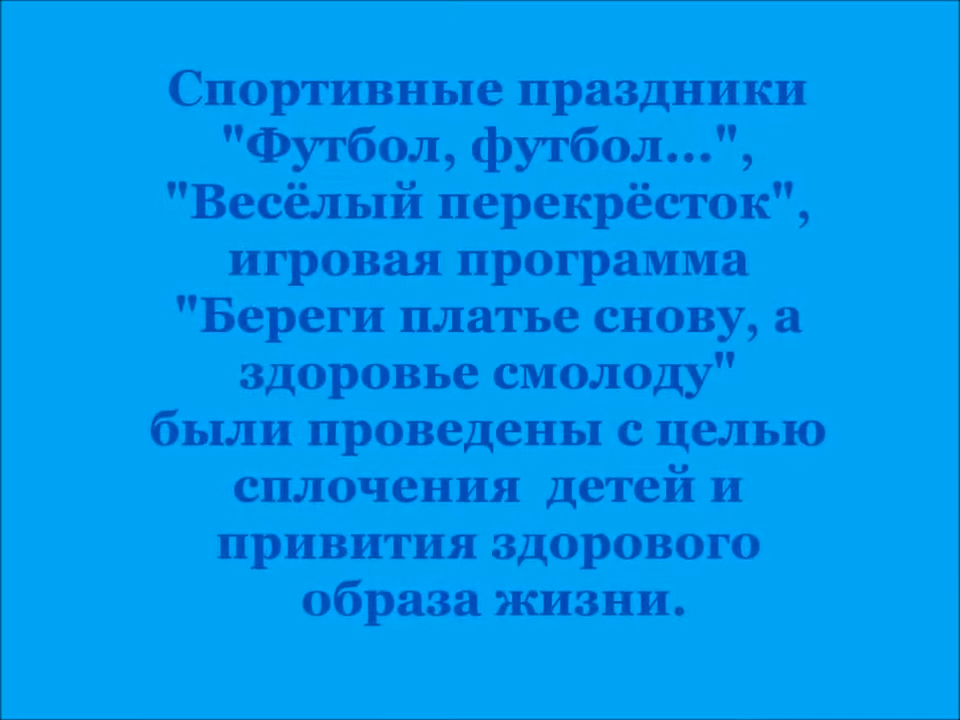 Спортивные праздники
"Футбол, футбол...",
"Весёлый перекрёсток",
игровая программа
"Береги платье снову, а
здоровье смолоду"
были проведены с целью
сплочения  детей и
привития здорового
образа жизни.